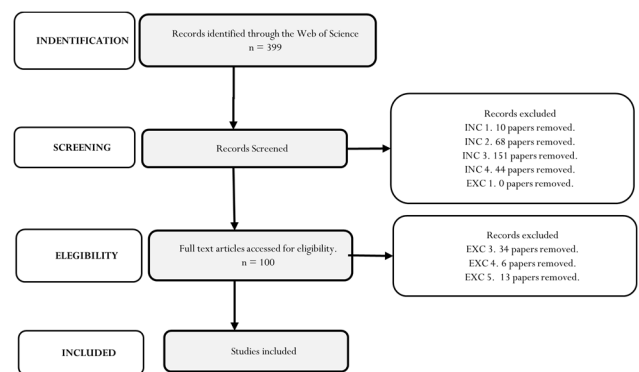 INDENTIFICATION
Records identified through the Web of Science
n = 399
SCREENING
Records Screened
Records excluded
INC 1. 10 papers removed.
INC 2. 68 papers removed.
INC 3. 151 papers removed.
INC 4. 44 papers removed.
EXC 1. 0 papers removed.
ELEGIBILITY
Full text articles accessed for eligibility.
n = 100
Records excluded
EXC 3. 34 papers removed.
EXC 4. 6 papers removed.
EXC 5. 13 papers removed.
INCLUDED
Studies included